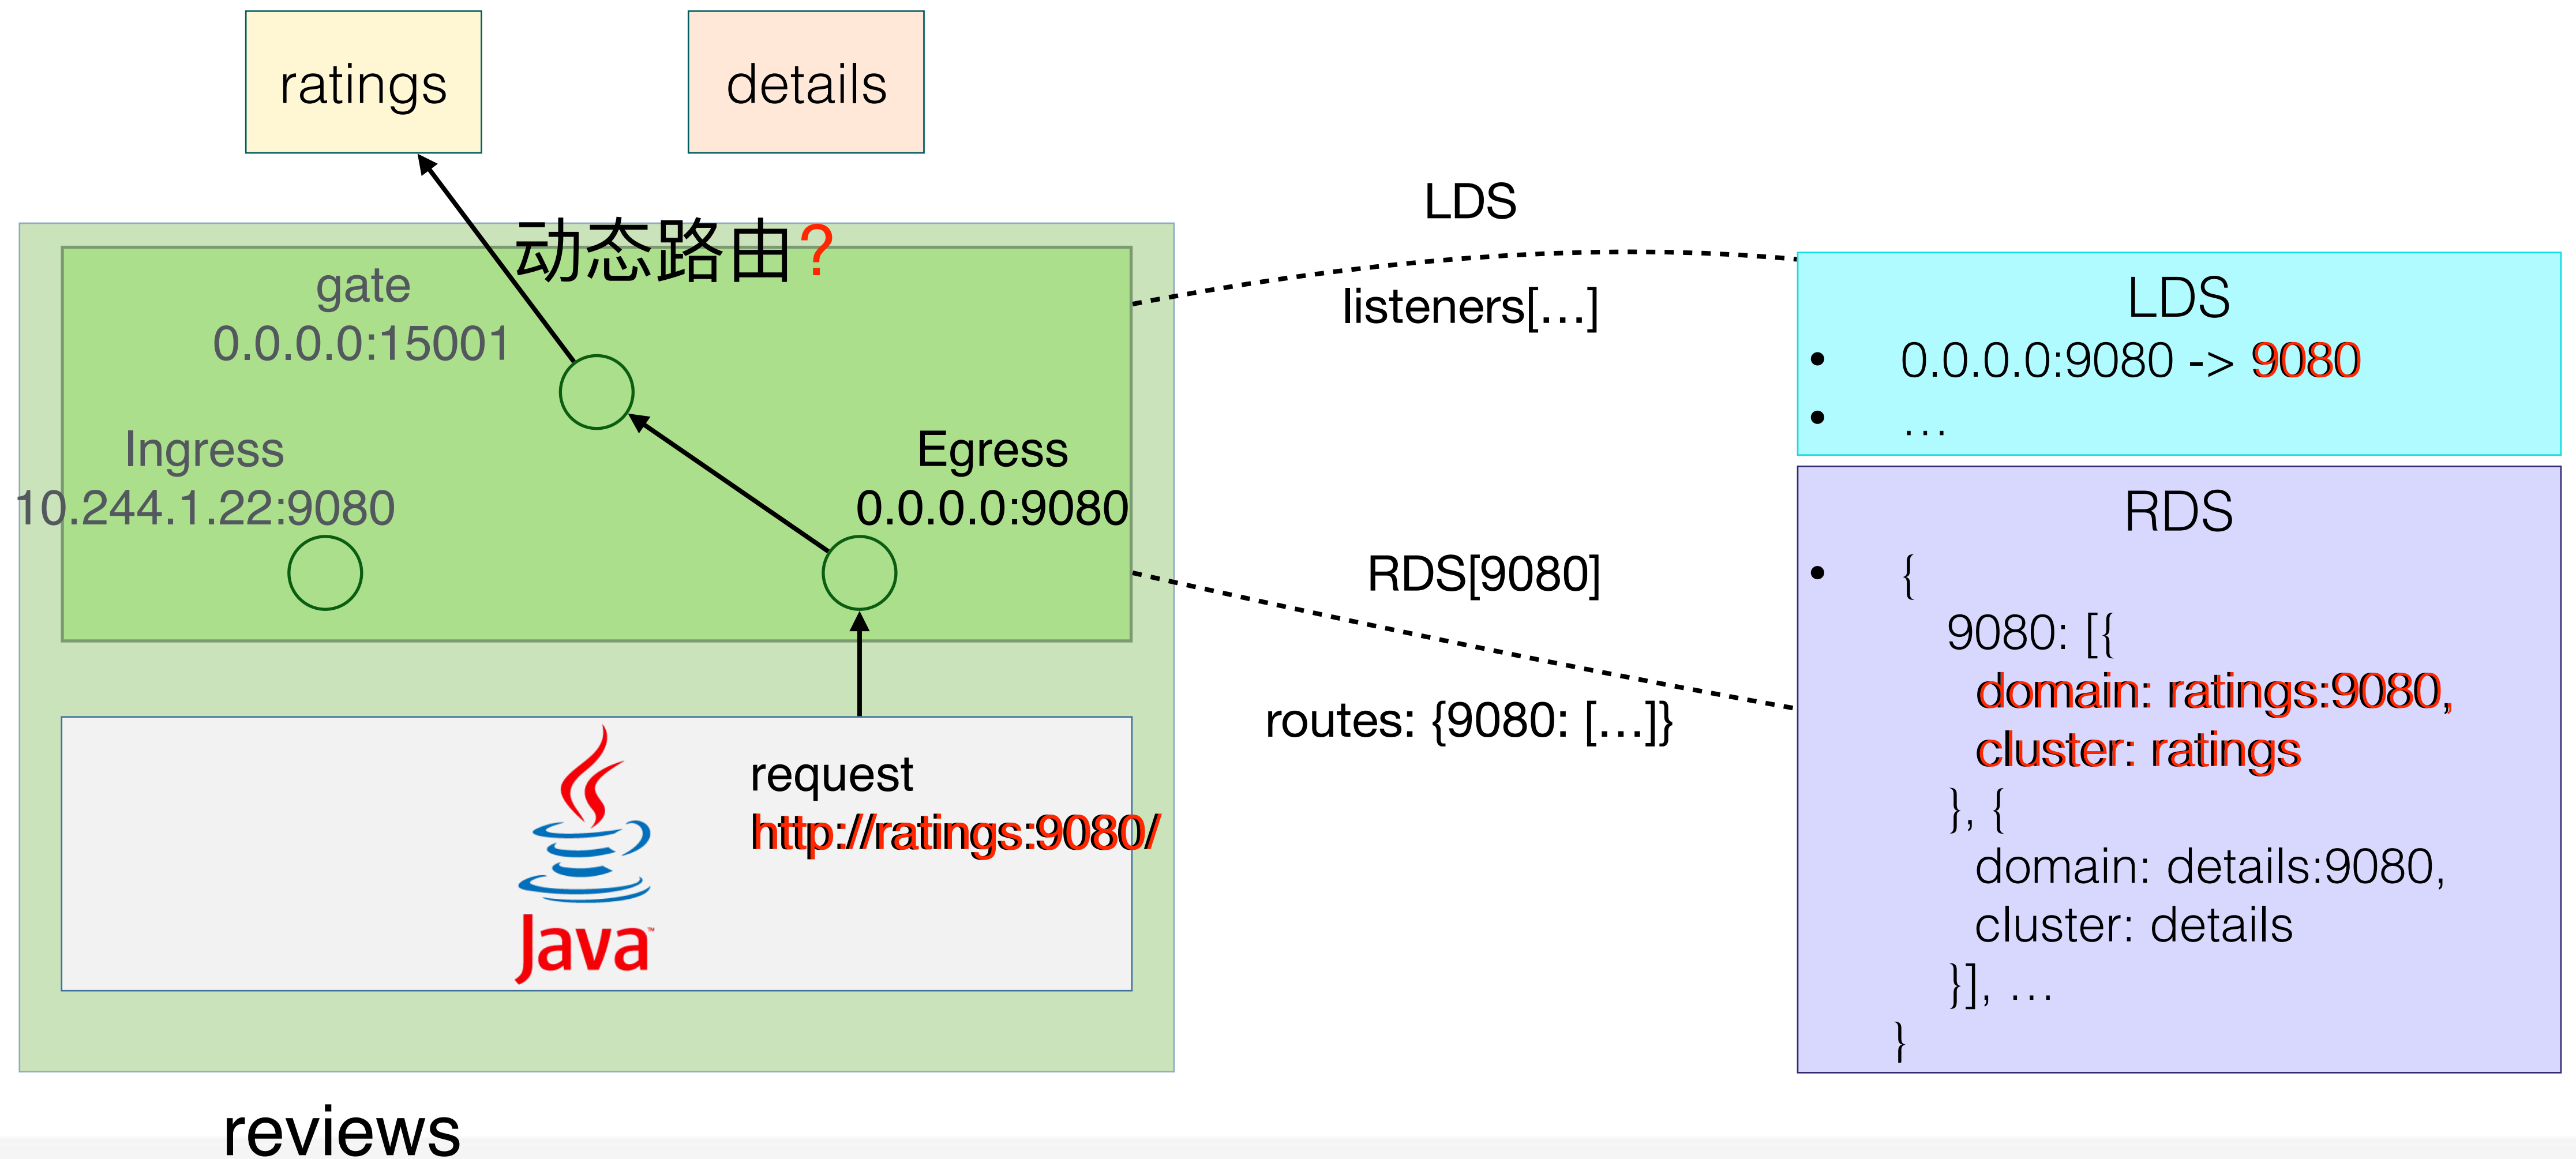 ratings
details
动态路由?
gate
0.0.0.0:15001
Ingress
10.244.1.22:9080
Egress
0.0.0.0:9080
request
http://ratings:9080/
Java™
reviews
LDS
listeners[…]
RDS[9080]
routes: {9080: […]}
LDS
• 0.0.0.0:9080 -> 9080
• …
RDS
• {
9080: [{
domain: ratings:9080,
cluster: ratings
}, {
domain: details:9080,
cluster: details
}], …
}